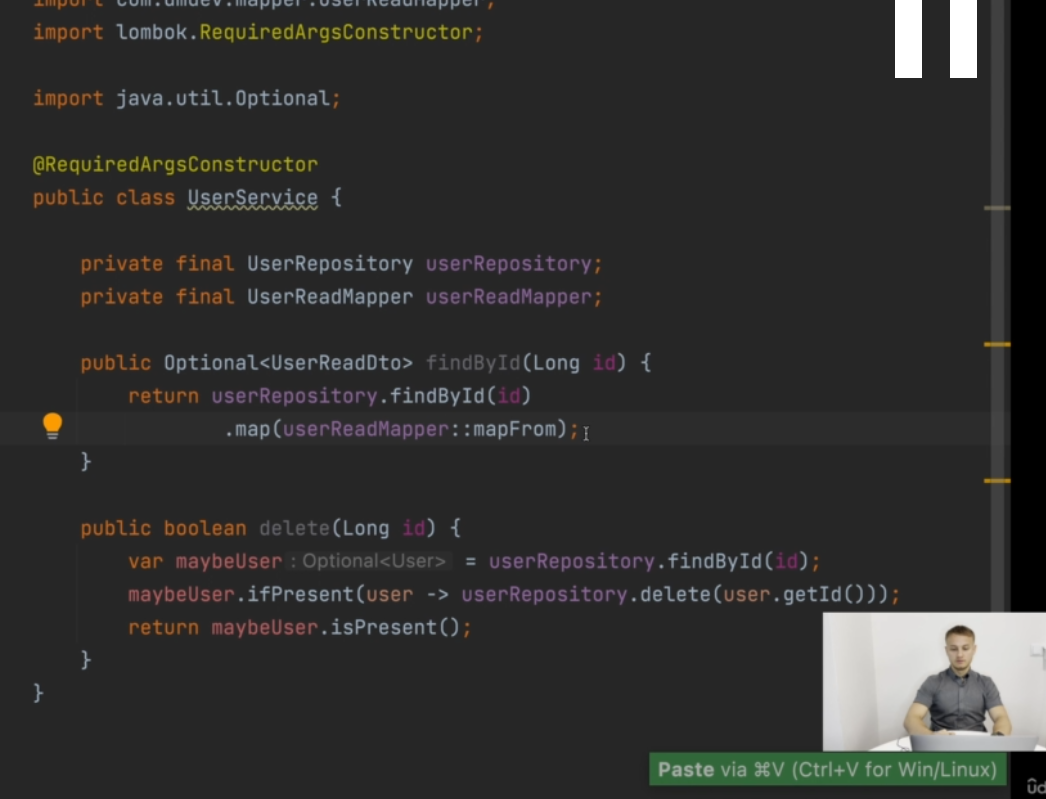 import com.dmdev.mapper.UserReadMapper;
import lombok.RequiredArgsConstructor;
import java.util.Optional;
@RequiredArgsConstructor
public class UserService {
private final UserRepository userRepository;
private final UserReadMapper userReadMapper;
public Optional<UserReadDto> findById(Long id) {
return userRepository.findById(id)
.map(userReadMapper::mapFrom);
}
public boolean delete(Long id) {
var maybeUser : Optional<User> = userRepository.findById(id);
maybeUser.ifPresent(user -> userRepository.delete(user.getId()));
return maybeUser.isPresent();
}
}
Paste via ⌘V (Ctrl+V for Win/Linux)